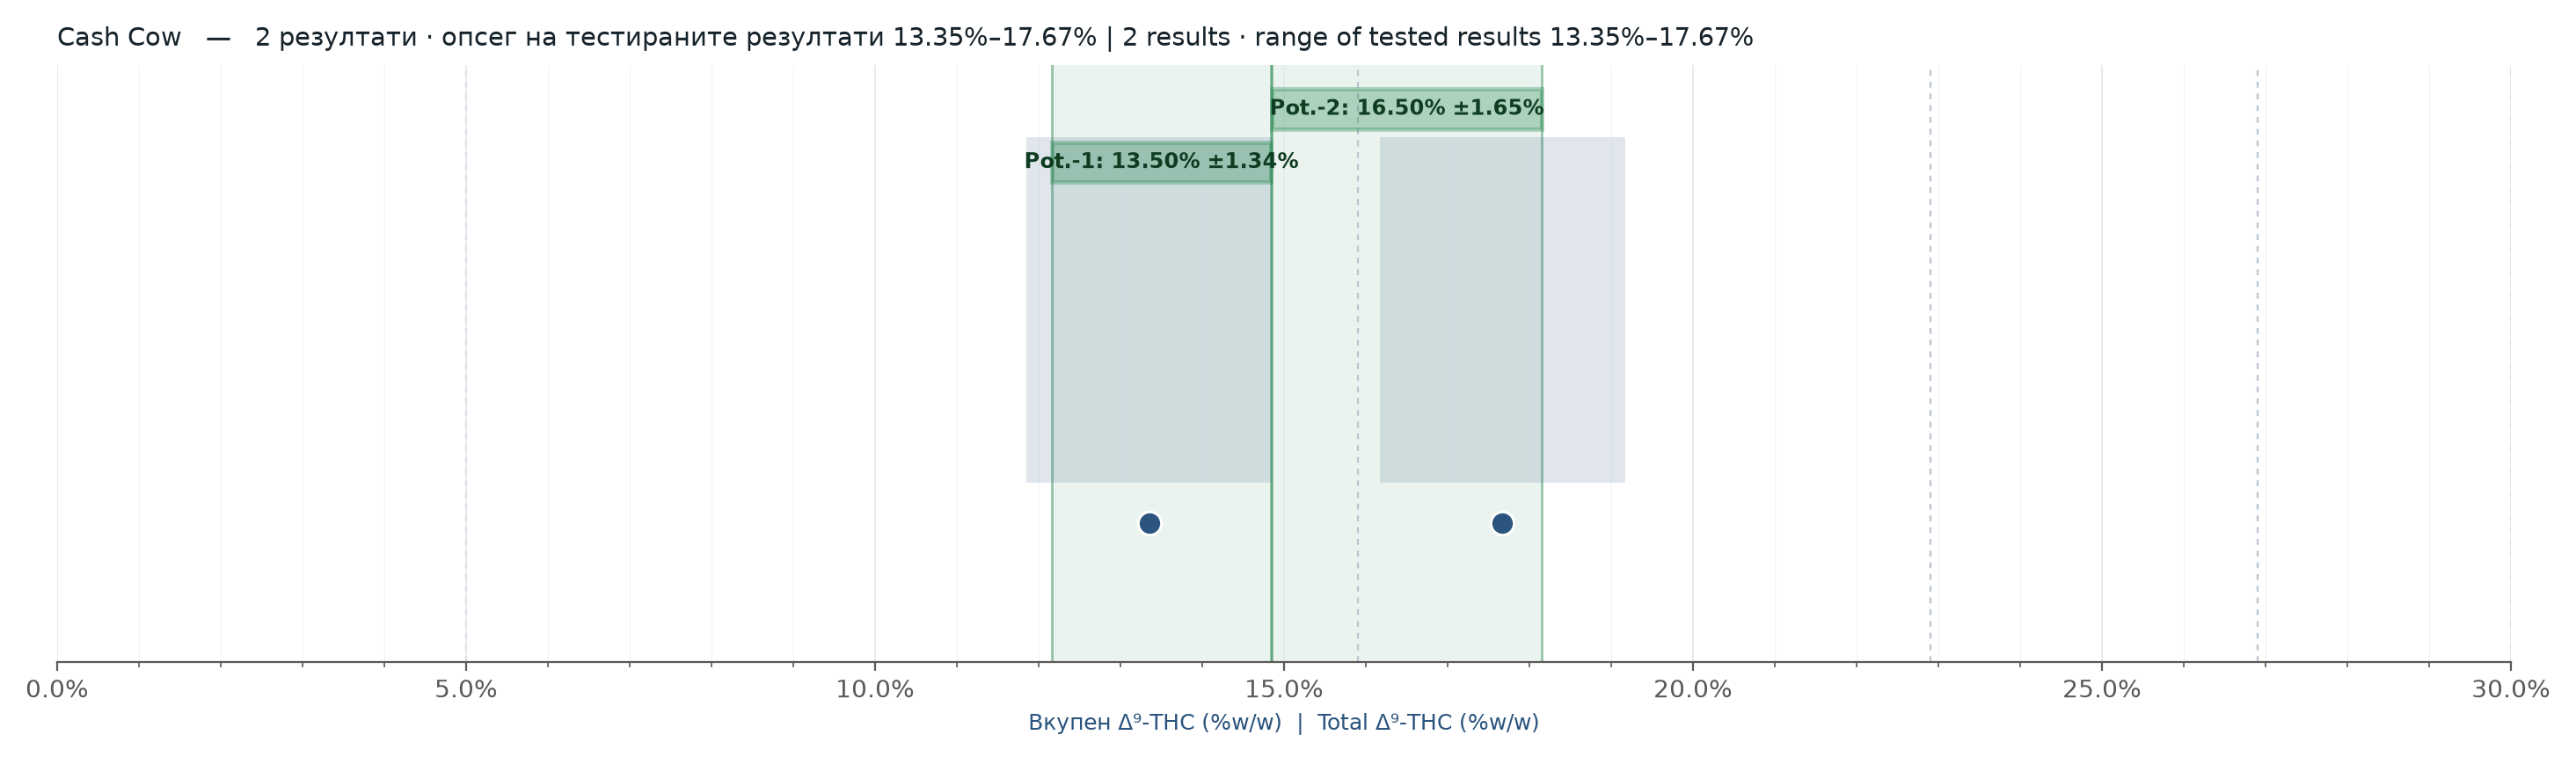 Cash Cow — 2 резултати · опсег на тестираните резултати 13.35%–17.67% | 2 results · range of tested results 13.35%–17.67%
Pot.-2: 16.50% ±1.65%
Pot.-1: 13.50% ±1.34%
0.0% 5.0% 10.0% 15.0% 20.0% 25.0% 30.0%
Вкупен Δ⁹-THC (%w/w) | Total Δ⁹-THC (%w/w)